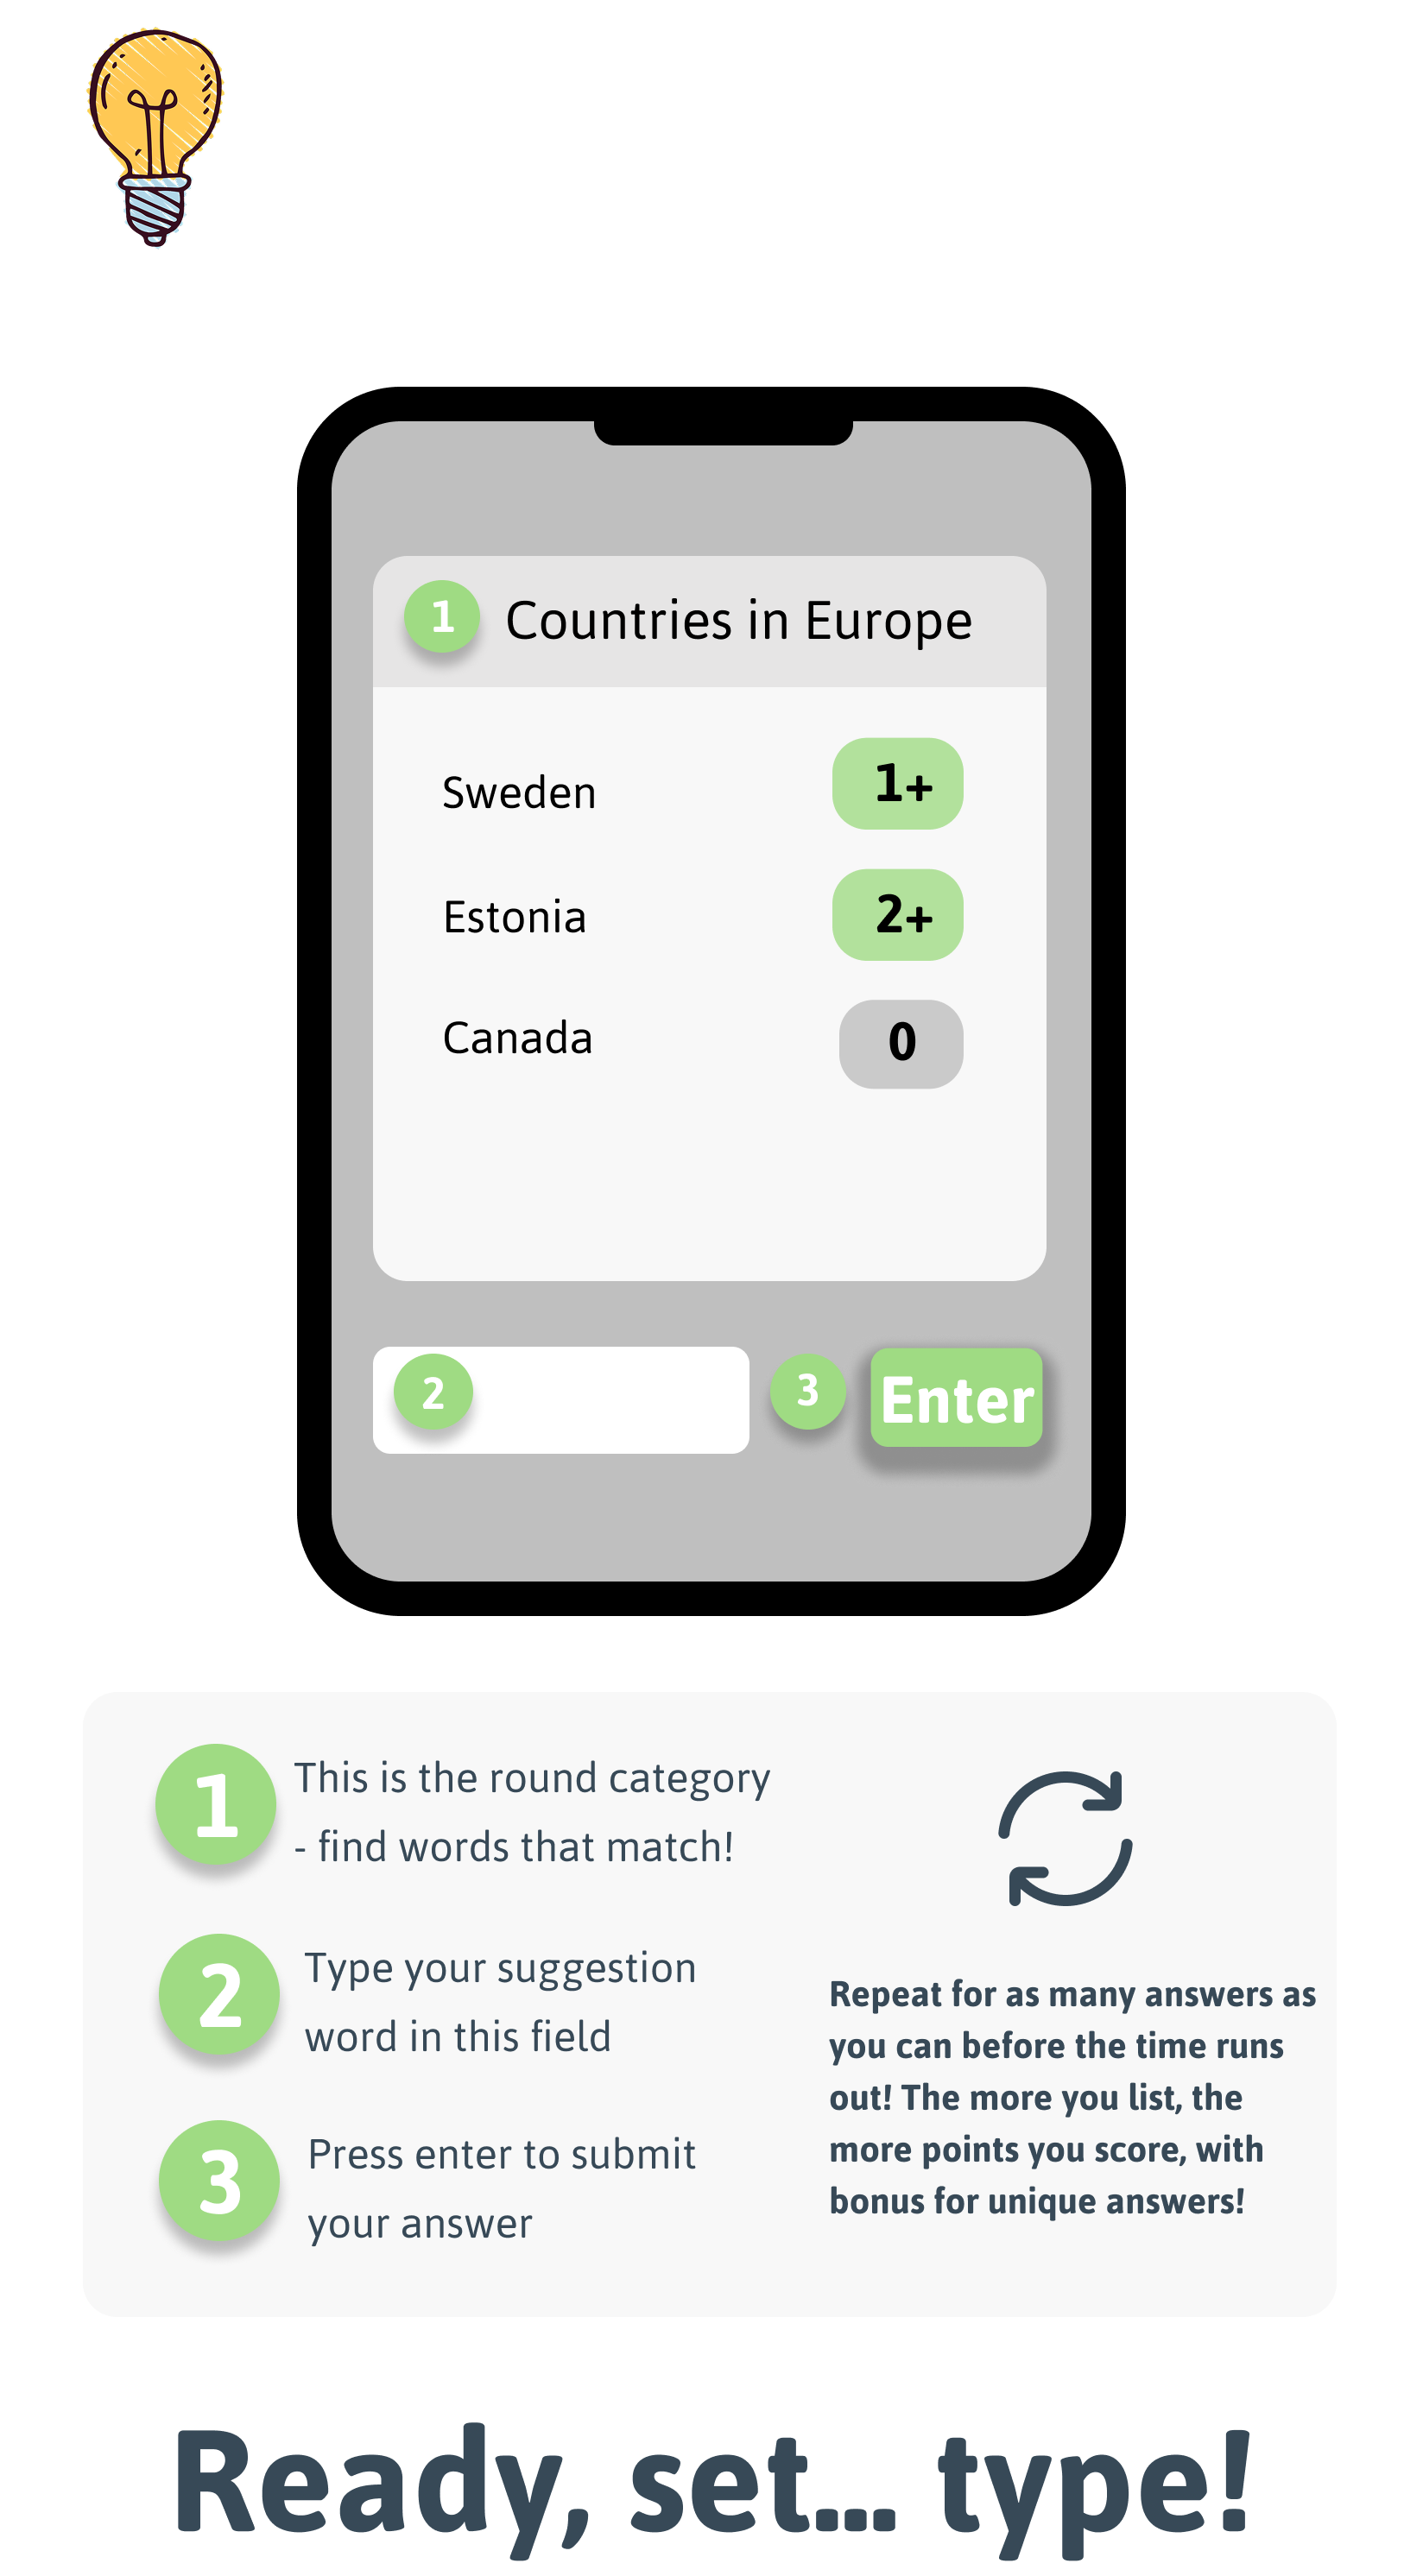 1 Countries in Europe
Sweden 1+
Estonia 2+
Canada 0
2 3 Enter
1 This is the round category
- find words that match!
2 Type your suggestion
word in this field
3 Press enter to submit
your answer
Repeat for as many answers as
you can before the time runs
out! The more you list, the
more points you score, with
bonus for unique answers!
Ready, set... type!